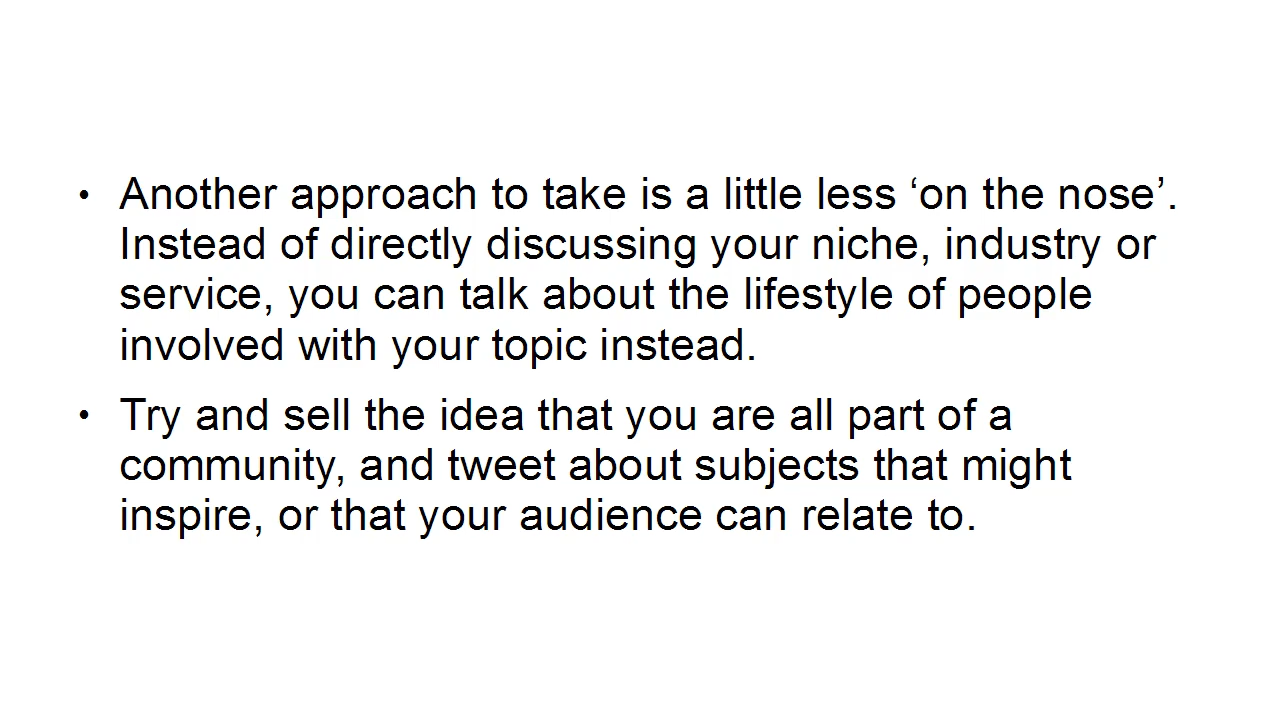 • Another approach to take is a little less ‘on the nose’.
Instead of directly discussing your niche, industry or
service, you can talk about the lifestyle of people
involved with your topic instead.
• Try and sell the idea that you are all part of a
community, and tweet about subjects that might
inspire, or that your audience can relate to.